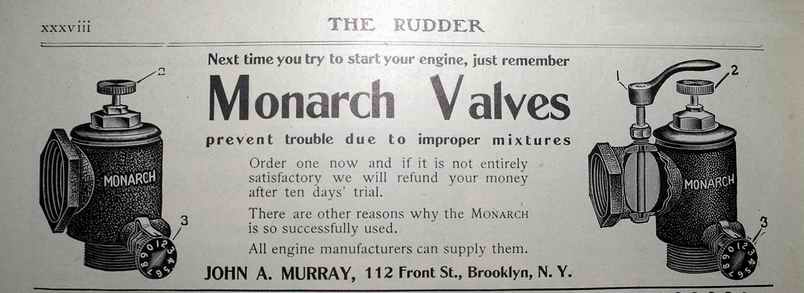 xxxviii
THE RUDDER
Next time you try to start your engine, just remember
Monarch Valves
prevent trouble due to improper mixtures
Order one now and if it is not entirely
satisfactory we will refund your money
after ten days' trial.
There are other reasons why the MONARCH
is so successfully used.
All engine manufacturers can supply them.
JOHN A. MURRAY, 112 Front St., Brooklyn, N. Y.
2
MONARCH
3
1
2
MONARCH
3